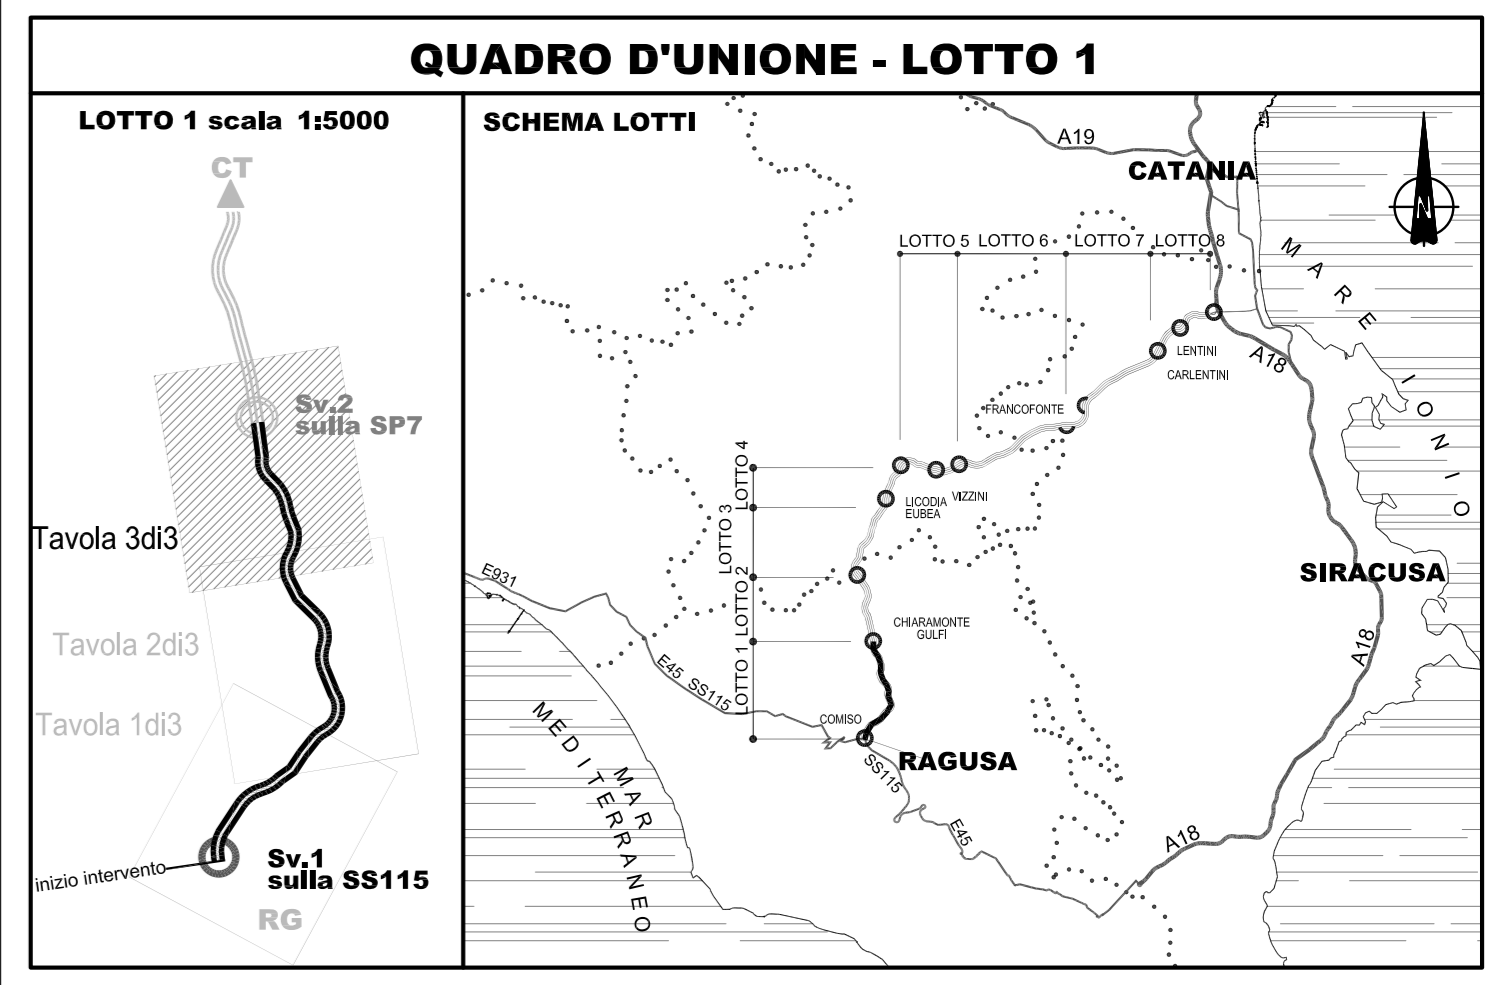 QUADRO D'UNIONE - LOTTO 1
LOTTO 1 scala 1:5000
CT
Sv.2
sulla SP7
Tavola 3di3
Tavola 2di3
Tavola 1di3
inizio intervento
Sv.1
sulla SS115
RG
SCHEMA LOTTI
A19
CATANIA
N
LOTTO 5
LOTTO 6
LOTTO 7
LOTTO 8
MARE IONIO
LENTINI
CARLENTINI
A18
FRANCOFONTE
LOTTO 4
LOTTO 3
LOTTO 2
LOTTO 1
LICODIA
EUBEA
VIZZINI
E931
SIRACUSA
CHIARAMONTE
GULFI
E45
SS115
A18
COMISO
RAGUSA
SS115
MAR
MEDITERRANEO
E45
A18